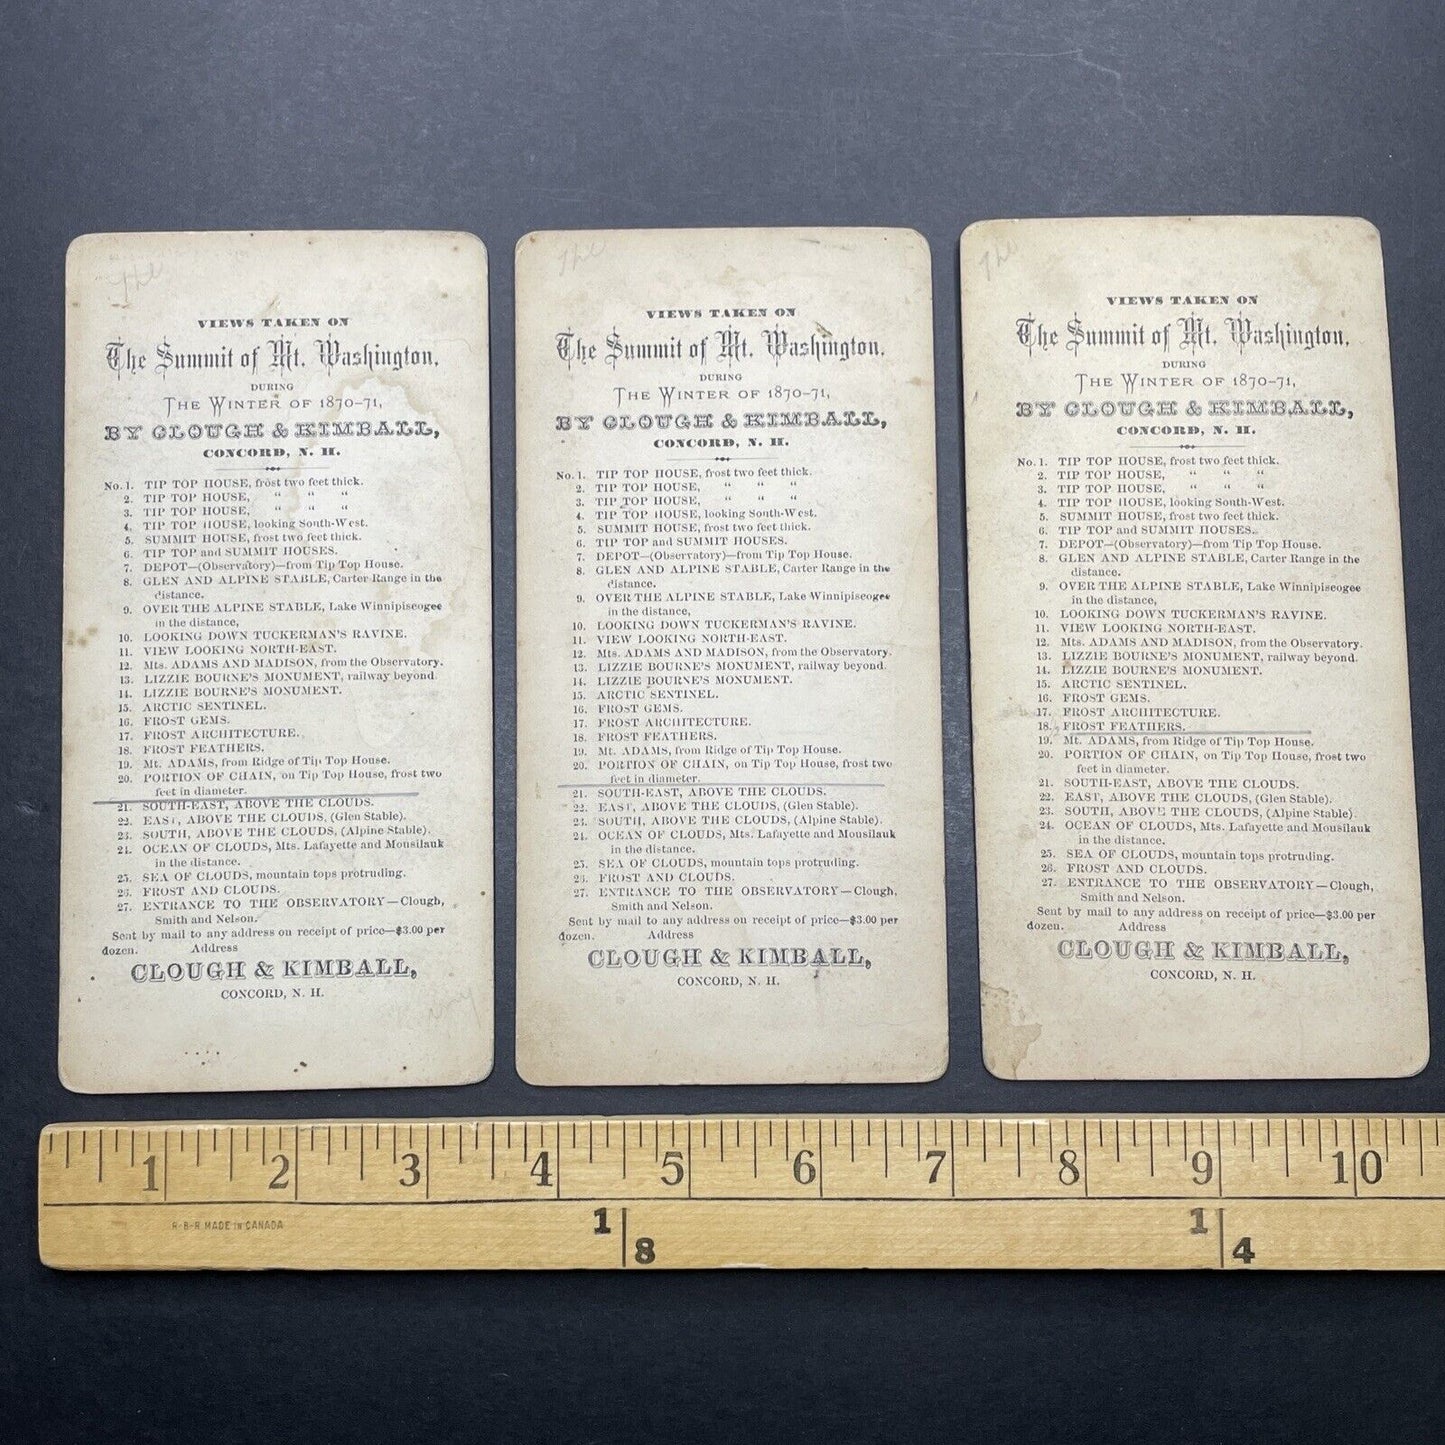 The
VIEWS TAKEN ON
The Summit of Mt. Washington,
DURING
THE WINTER OF 1870-71,
BY CLOUGH & KIMBALL,
CONCORD, N. H.
No. 1. TIP TOP HOUSE, frost two feet thick.
2. TIP TOP HOUSE, “ “ “
3. TIP TOP HOUSE, “ “ “
4. TIP TOP HOUSE, looking South-West.
5. SUMMIT HOUSE, frost two feet thick.
6. TIP TOP and SUMMIT HOUSES.
7. DEPOT—(Observatory)—from Tip Top House.
8. GLEN AND ALPINE STABLE, Carter Range in the
distance.
9. OVER THE ALPINE STABLE, Lake Winnipiseogee
in the distance,
10. LOOKING DOWN TUCKERMAN'S RAVINE.
11. VIEW LOOKING NORTH-EAST.
12. Mts. ADAMS AND MADISON, from the Observatory.
13. LIZZIE BOURNE'S MONUMENT, railway beyond.
14. LIZZIE BOURNE'S MONUMENT.
15. ARCTIC SENTINEL.
16. FROST GEMS.
17. FROST ARCHITECTURE.
18. FROST FEATHERS.
19. Mt. ADAMS, from Ridge of Tip Top House.
20. PORTION OF CHAIN, on Tip Top House, frost two
feet in diameter.
21. SOUTH-EAST, ABOVE THE CLOUDS.
22. EAST, ABOVE THE CLOUDS, (Glen Stable).
23. SOUTH, ABOVE THE CLOUDS, (Alpine Stable).
24. OCEAN OF CLOUDS, Mts. Lafayette and Mousilauk
in the distance.
25. SEA OF CLOUDS, mountain tops protruding.
26. FROST AND CLOUDS.
27. ENTRANCE TO THE OBSERVATORY—Clough,
Smith and Nelson.
Sent by mail to any address on receipt of price—$3.00 per
dozen. Address
CLOUGH & KIMBALL,
CONCORD, N. H.
The
VIEWS TAKEN ON
The Summit of Mt. Washington,
DURING
THE WINTER OF 1870-71,
BY CLOUGH & KIMBALL,
CONCORD, N. H.
No. 1. TIP TOP HOUSE, frost two feet thick.
2. TIP TOP HOUSE, “ “ “
3. TIP TOP HOUSE, “ “ “
4. TIP TOP HOUSE, looking South-West.
5. SUMMIT HOUSE, frost two feet thick.
6. TIP TOP and SUMMIT HOUSES.
7. DEPOT—(Observatory)—from Tip Top House.
8. GLEN AND ALPINE STABLE, Carter Range in the
distance.
9. OVER THE ALPINE STABLE, Lake Winnipiseogee
in the distance,
10. LOOKING DOWN TUCKERMAN'S RAVINE.
11. VIEW LOOKING NORTH-EAST.
12. Mts. ADAMS AND MADISON, from the Observatory.
13. LIZZIE BOURNE'S MONUMENT, railway beyond.
14. LIZZIE BOURNE'S MONUMENT.
15. ARCTIC SENTINEL.
16. FROST GEMS.
17. FROST ARCHITECTURE.
18. FROST FEATHERS.
19. Mt. ADAMS, from Ridge of Tip Top House.
20. PORTION OF CHAIN, on Tip Top House, frost two
feet in diameter.
21. SOUTH-EAST, ABOVE THE CLOUDS.
22. EAST, ABOVE THE CLOUDS, (Glen Stable).
23. SOUTH, ABOVE THE CLOUDS, (Alpine Stable).
24. OCEAN OF CLOUDS, Mts. Lafayette and Mousilauk
in the distance.
25. SEA OF CLOUDS, mountain tops protruding.
26. FROST AND CLOUDS.
27. ENTRANCE TO THE OBSERVATORY—Clough,
Smith and Nelson.
Sent by mail to any address on receipt of price—$3.00 per
dozen. Address
CLOUGH & KIMBALL,
CONCORD, N. H.
The
VIEWS TAKEN ON
The Summit of Mt. Washington,
DURING
THE WINTER OF 1870-71,
BY CLOUGH & KIMBALL,
CONCORD, N. H.
No. 1. TIP TOP HOUSE, frost two feet thick.
2. TIP TOP HOUSE, “ “ “
3. TIP TOP HOUSE, “ “ “
4. TIP TOP HOUSE, looking South-West.
5. SUMMIT HOUSE, frost two feet thick.
6. TIP TOP and SUMMIT HOUSES.
7. DEPOT—(Observatory)—from Tip Top House.
8. GLEN AND ALPINE STABLE, Carter Range in the
distance.
9. OVER THE ALPINE STABLE, Lake Winnipiseogee
in the distance,
10. LOOKING DOWN TUCKERMAN'S RAVINE.
11. VIEW LOOKING NORTH-EAST.
12. Mts. ADAMS AND MADISON, from the Observatory.
13. LIZZIE BOURNE'S MONUMENT, railway beyond.
14. LIZZIE BOURNE'S MONUMENT.
15. ARCTIC SENTINEL.
16. FROST GEMS.
17. FROST ARCHITECTURE.
18. FROST FEATHERS.
19. Mt. ADAMS, from Ridge of Tip Top House.
20. PORTION OF CHAIN, on Tip Top House, frost two
feet in diameter.
21. SOUTH-EAST, ABOVE THE CLOUDS.
22. EAST, ABOVE THE CLOUDS, (Glen Stable).
23. SOUTH, ABOVE THE CLOUDS, (Alpine Stable).
24. OCEAN OF CLOUDS, Mts. Lafayette and Mousilauk
in the distance.
25. SEA OF CLOUDS, mountain tops protruding.
26. FROST AND CLOUDS.
27. ENTRANCE TO THE OBSERVATORY—Clough,
Smith and Nelson.
Sent by mail to any address on receipt of price—$3.00 per
dozen. Address
CLOUGH & KIMBALL,
CONCORD, N. H.
1 2 3 4 5 6 7 8 9 10
R-B-R MADE IN CANADA
1 8 1 4